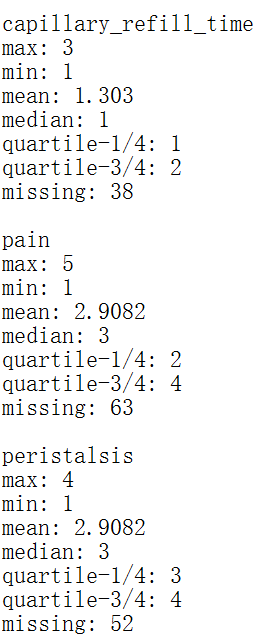 capillary_refill_time
max: 3
min: 1
mean: 1.303
median: 1
quartile-1/4: 1
quartile-3/4: 2
missing: 38
pain
max: 5
min: 1
mean: 2.9082
median: 3
quartile-1/4: 2
quartile-3/4: 4
missing: 63
peristalsis
max: 4
min: 1
mean: 2.9082
median: 3
quartile-1/4: 3
quartile-3/4: 4
missing: 52